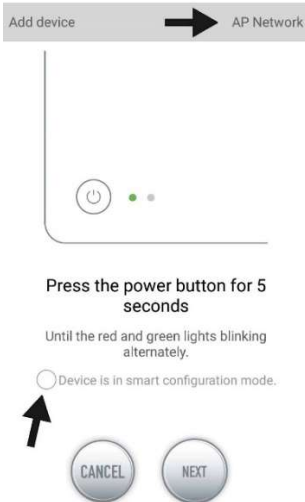 Add device AP Network
Press the power button for 5
seconds
Until the red and green lights blinking
alternately.
Device is in smart configuration mode.
CANCEL NEXT